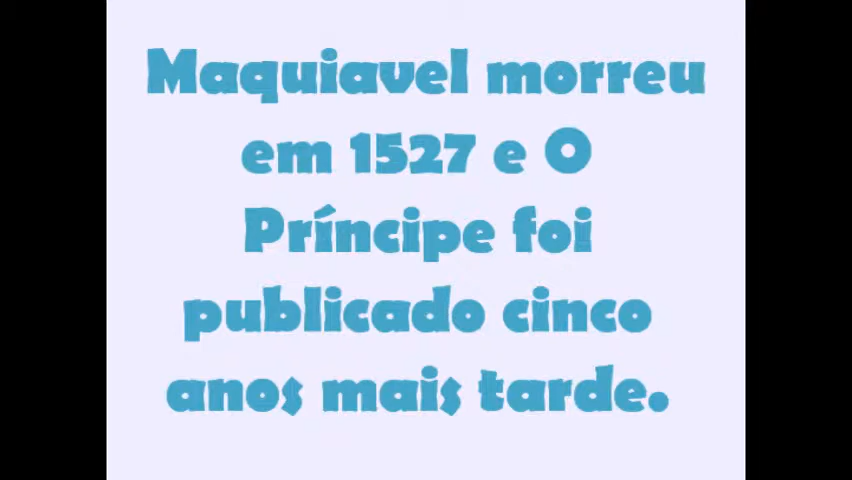 Maquiavel morreu
em 1527 e O
Príncipe foi
publicado cinco
anos mais tarde.